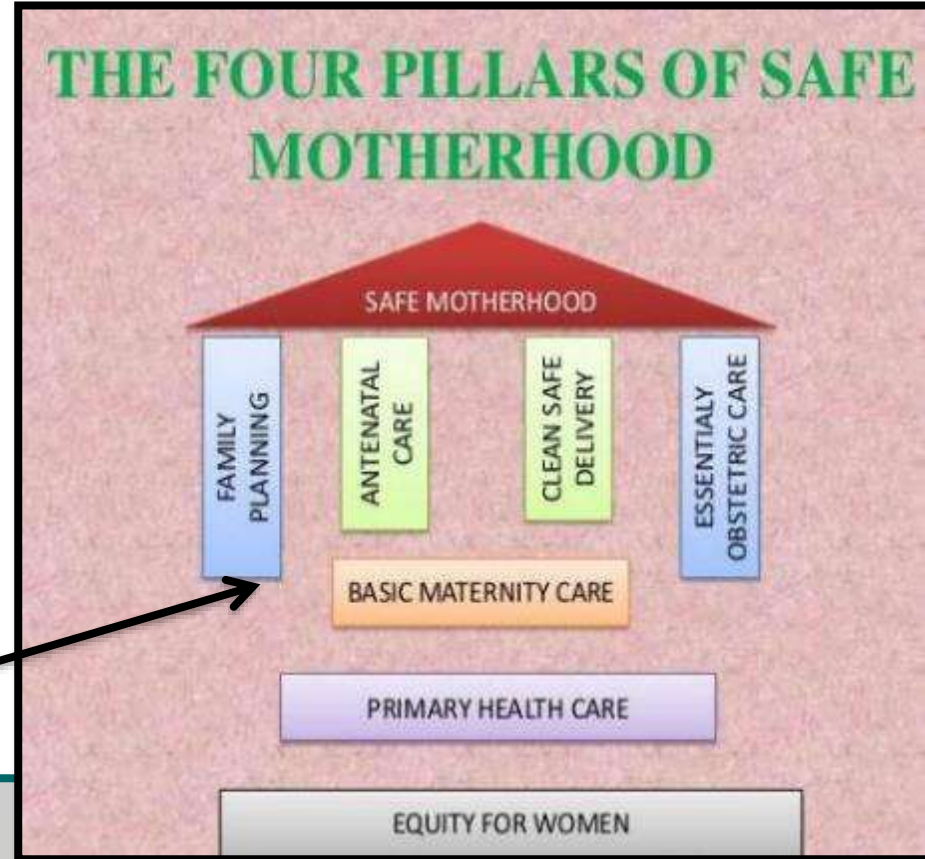 THE FOUR PILLARS OF SAFE
MOTHERHOOD
SAFE MOTHERHOOD
FAMILY
PLANNING
ANTENATAL
CARE
CLEAN SAFE
DELIVERY
ESSENTIALY
OBSTETRIC CARE
BASIC MATERNITY CARE
PRIMARY HEALTH CARE
EQUITY FOR WOMEN